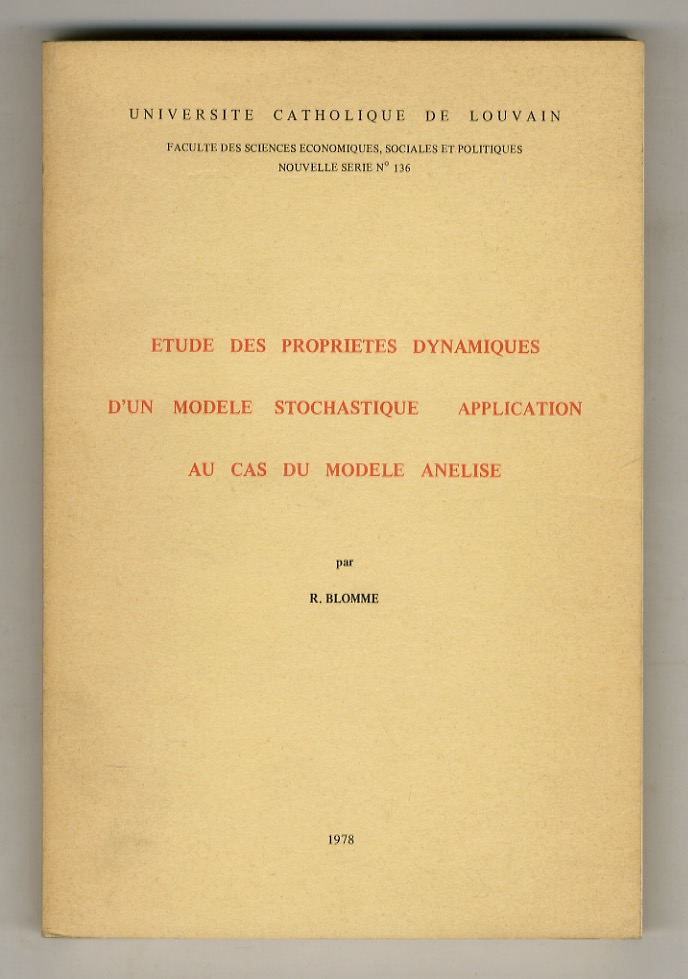 UNIVERSITE CATHOLIQUE DE LOUVAIN
FACULTE DES SCIENCES ECONOMIQUES, SOCIALES ET POLITIQUES
NOUVELLE SERIE Nº 136
ETUDE DES PROPRIETES DYNAMIQUES
D'UN MODELE STOCHASTIQUE APPLICATION
AU CAS DU MODELE ANELISE
par
R. BLOMME
1978